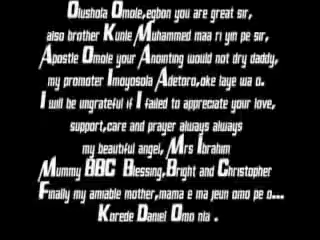 Olushola Omole,egbon you are great sir,
also brother Kunle Muhammed maa ri yin pe sir,
Apostle Omole your Anointing would not dry daddy,
my promoter Imoyosola Adetoro,oke laye wa o.
I will be ungrateful if I failed to appreciate your love,
support,care and prayer always always
my beautiful angel, Mrs Ibrahim
Mummy BBC Blessing,Bright and Christopher
Finally my amiable mother,mama e ma jeun omo pe o...
Korede Daniel Omo nia .